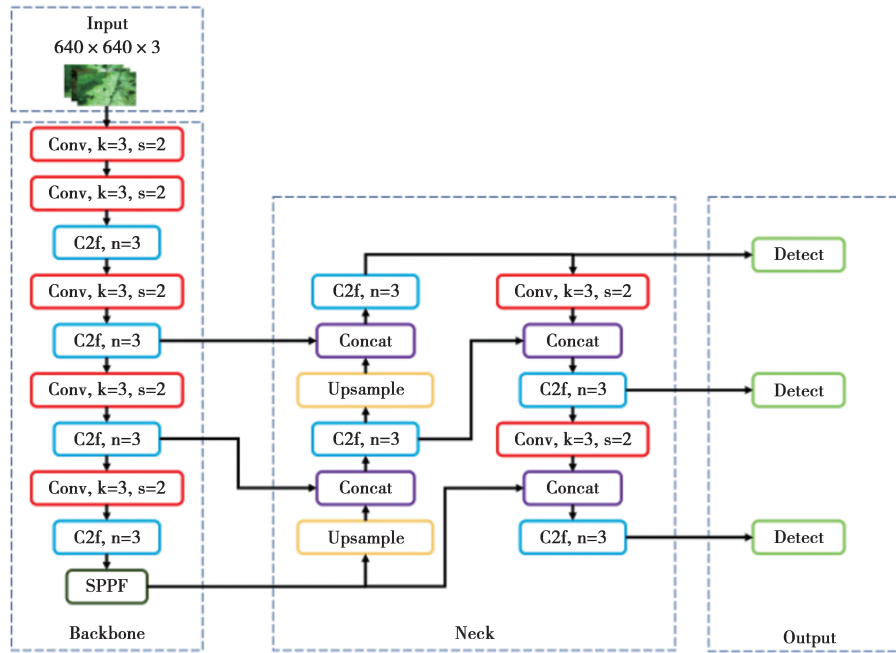 Input
640 × 640 × 3
Conv, k=3, s=2
Conv, k=3, s=2
C2f, n=3
Conv, k=3, s=2
C2f, n=3
Conv, k=3, s=2
C2f, n=3
Conv, k=3, s=2
C2f, n=3
SPPF
Backbone
C2f, n=3
Concat
Upsample
C2f, n=3
Concat
Upsample
Conv, k=3, s=2
Concat
C2f, n=3
Conv, k=3, s=2
Concat
C2f, n=3
Neck
Detect
Detect
Detect
Output